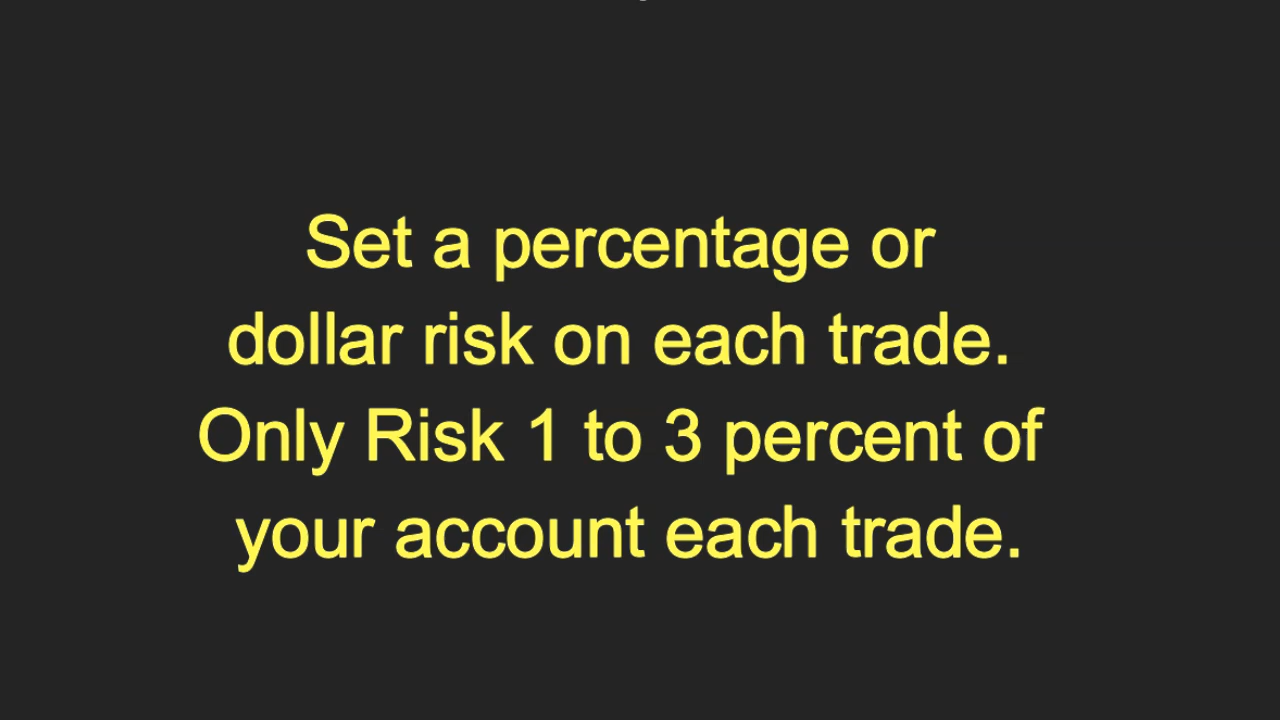 Set a percentage or
dollar risk on each trade.
Only Risk 1 to 3 percent of
your account each trade.